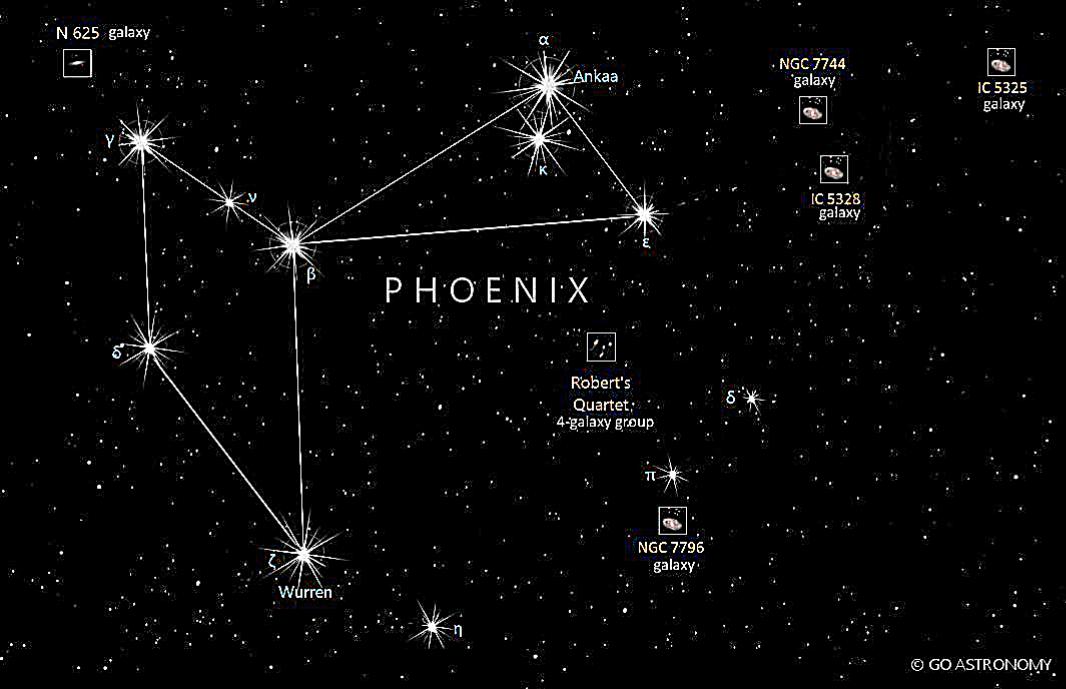 N 625 galaxy
α
Ankaa
NGC 7744
galaxy
IC 5325
galaxy
γ
κ
ν
IC 5328
galaxy
ε
β
PHOENIX
δ
Robert's
Quartet,
4-galaxy group
δ
π
NGC 7796
galaxy
ζ
Wurren
η
© GO ASTRONOMY